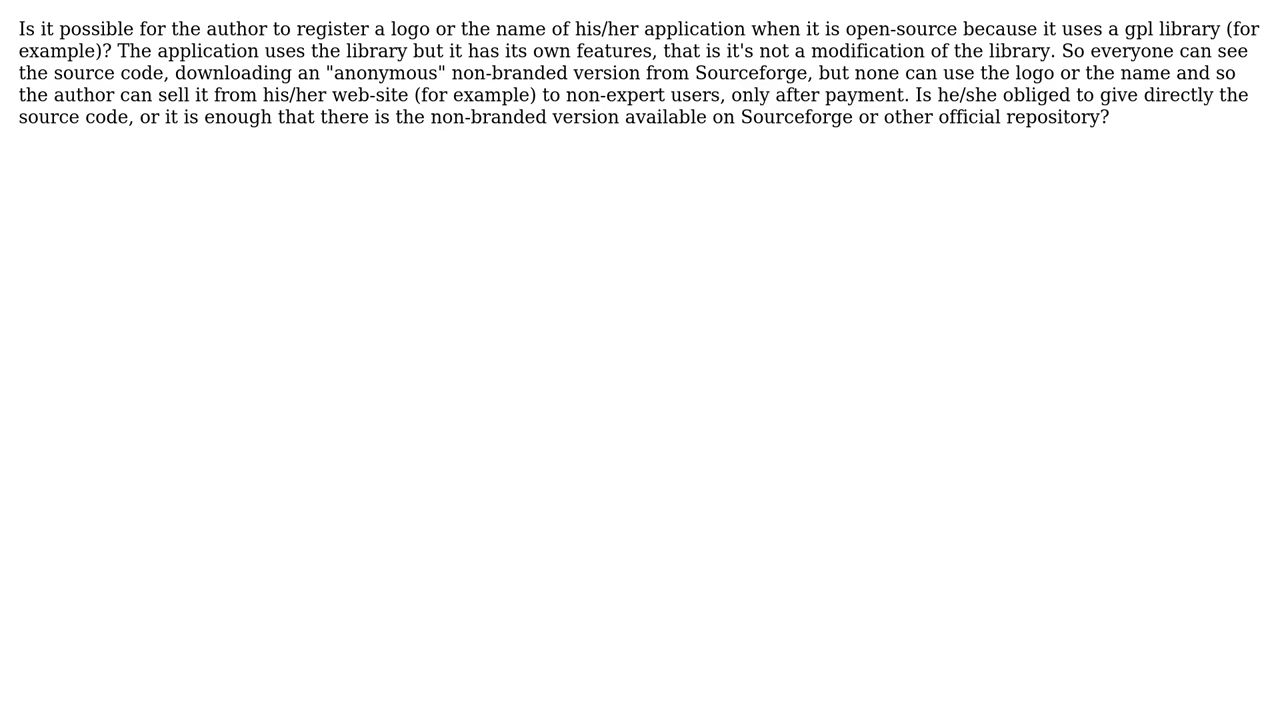 Is it possible for the author to register a logo or the name of his/her application when it is open-source because it uses a gpl library (for
example)? The application uses the library but it has its own features, that is it's not a modification of the library. So everyone can see
the source code, downloading an "anonymous" non-branded version from Sourceforge, but none can use the logo or the name and so
the author can sell it from his/her web-site (for example) to non-expert users, only after payment. Is he/she obliged to give directly the
source code, or it is enough that there is the non-branded version available on Sourceforge or other official repository?